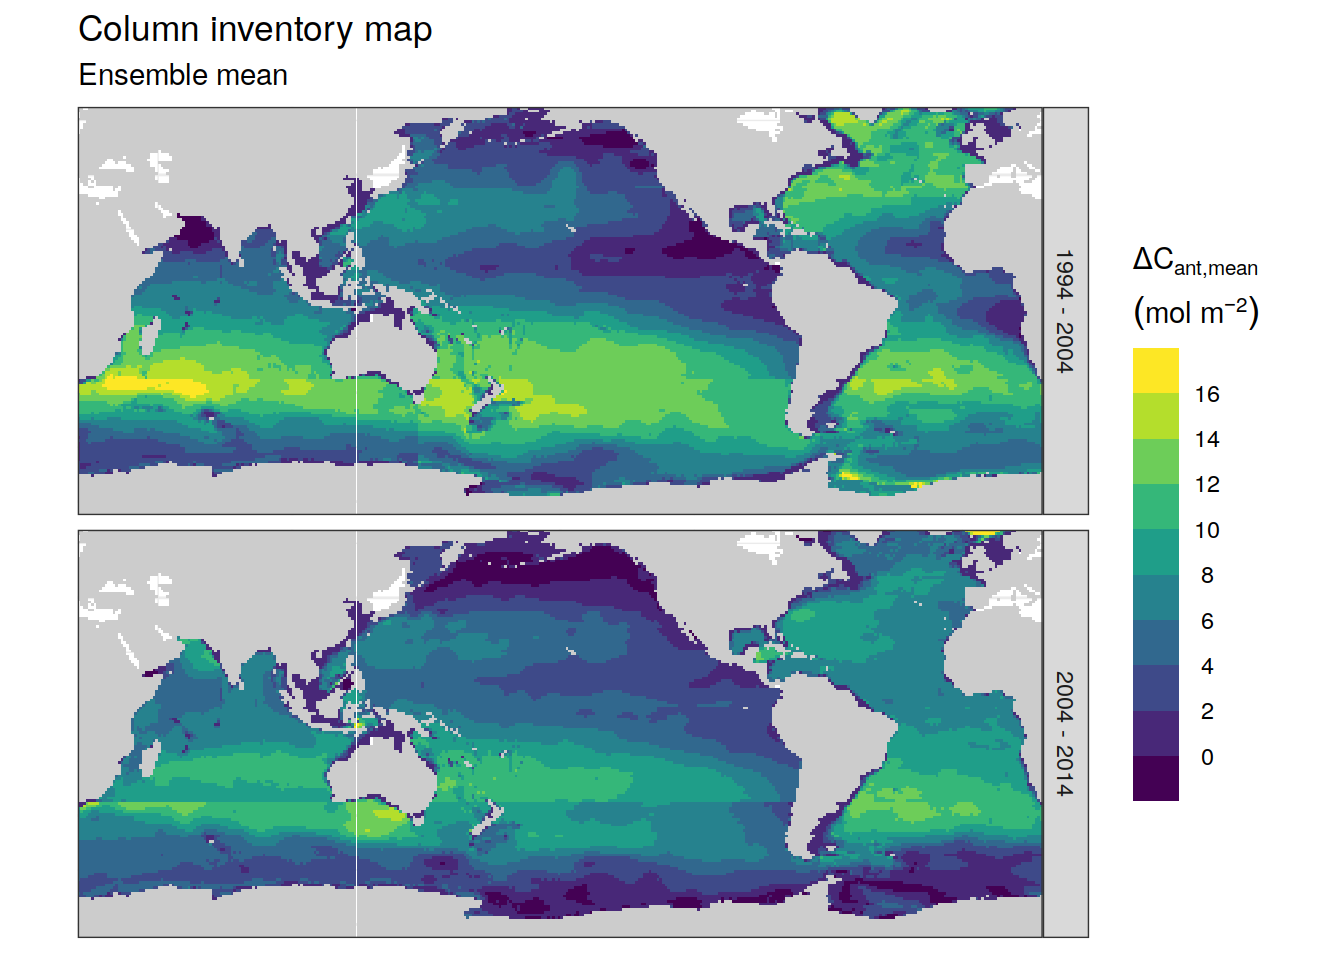 Column inventory map
Ensemble mean
1994 - 2004
2004 - 2014
ΔCant,mean
(mol m−2)
16
14
12
10
8
6
4
2
0